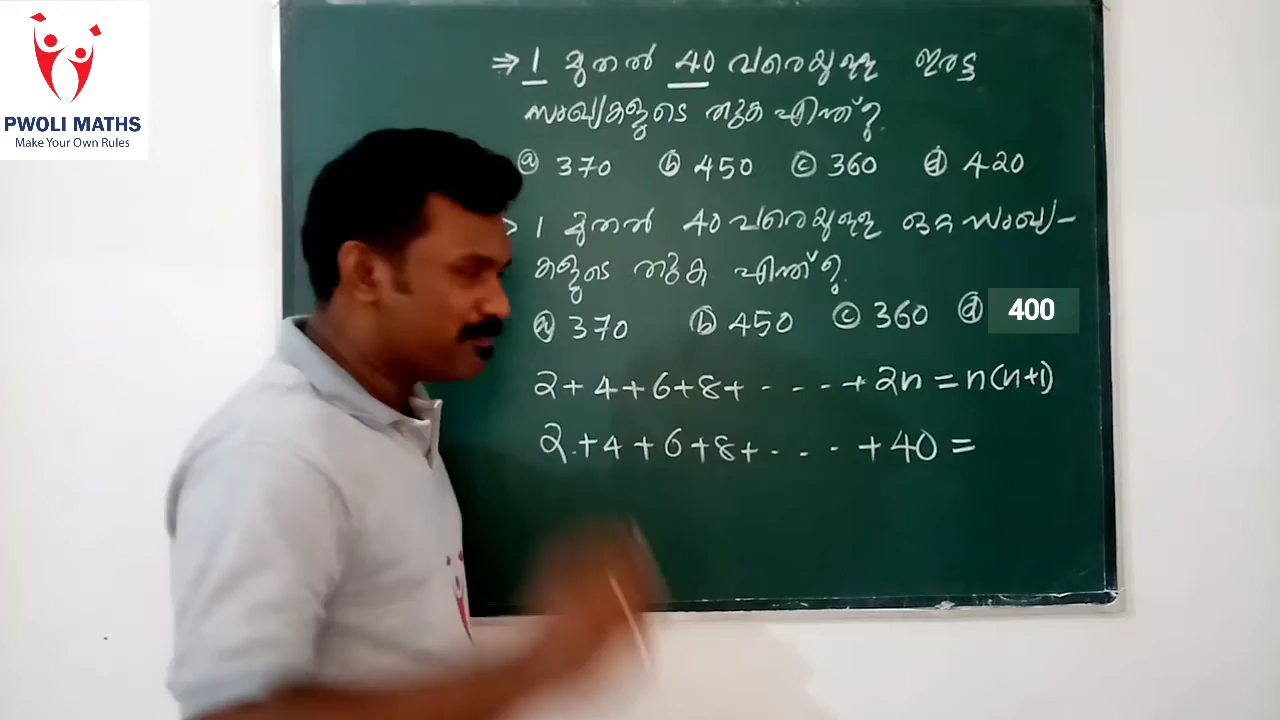 PWOLI MATHS
Make Your Own Rules
⇒ 1 മുതൽ 40 വരെയുള്ള ഇരട്ട
സംഖ്യകളുടെ തുക എന്ത്?
ⓐ 370 ⓑ 450 ⓒ 360 ⓓ 420
1 മുതൽ 40 വരെയുള്ള ഒറ്റ സംഖ്യ-
കളുടെ തുക എന്ത്?
ⓐ 370 ⓑ 450 ⓒ 360 ⓓ 400
2+4+6+8+ - - - - + 2n = n(n+1)
2+4+6+8+ - - - + 40 =